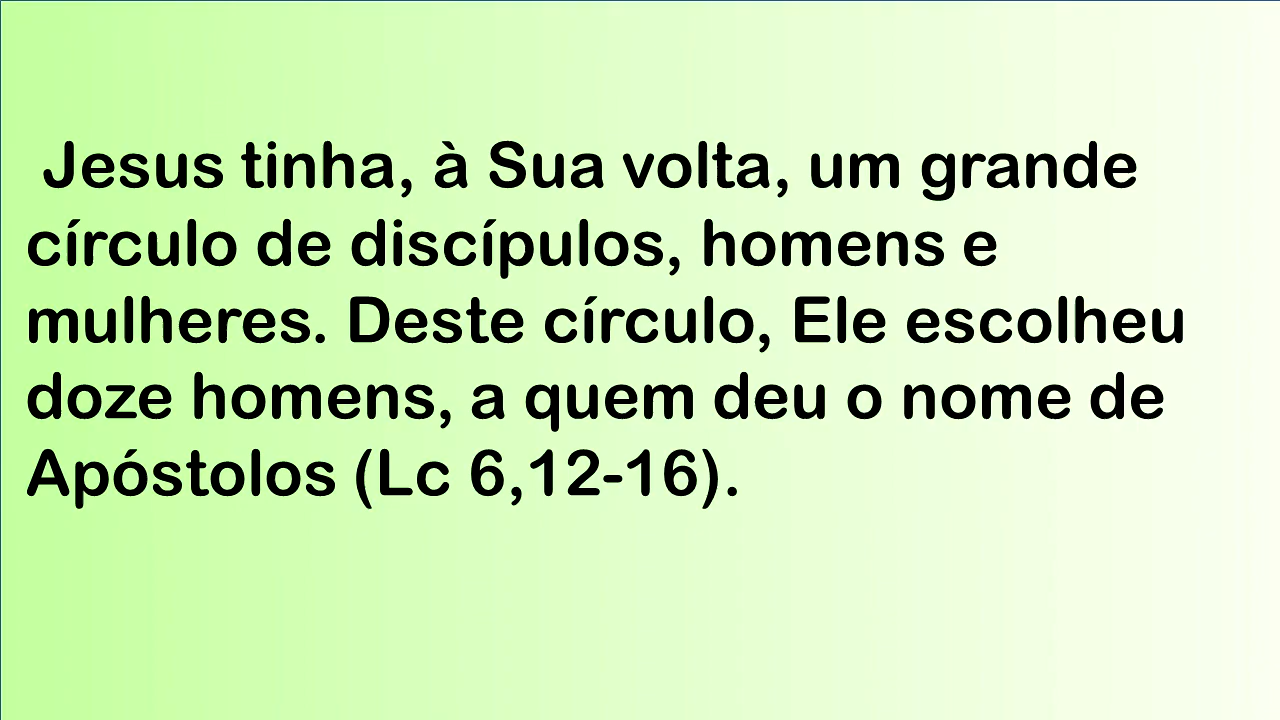 Jesus tinha, à Sua volta, um grande
círculo de discípulos, homens e
mulheres. Deste círculo, Ele escolheu
doze homens, a quem deu o nome de
Apóstolos (Lc 6,12-16).